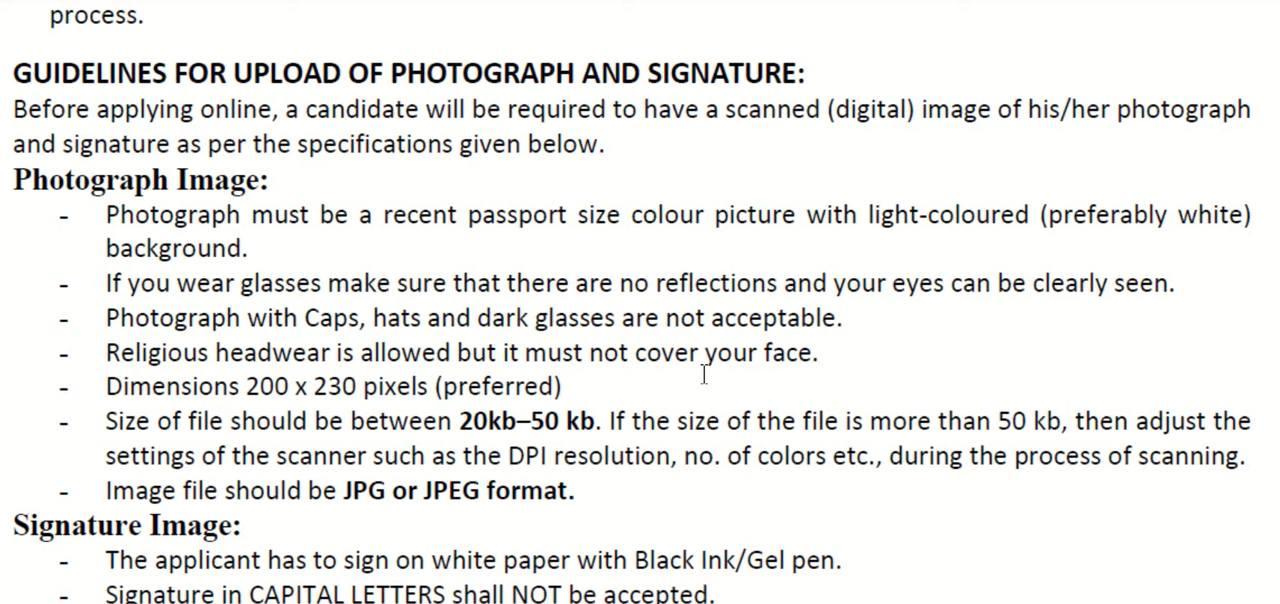 process.
GUIDELINES FOR UPLOAD OF PHOTOGRAPH AND SIGNATURE:
Before applying online, a candidate will be required to have a scanned (digital) image of his/her photograph
and signature as per the specifications given below.
Photograph Image:
- Photograph must be a recent passport size colour picture with light-coloured (preferably white)
background.
- If you wear glasses make sure that there are no reflections and your eyes can be clearly seen.
- Photograph with Caps, hats and dark glasses are not acceptable.
- Religious headwear is allowed but it must not cover your face.
- Dimensions 200 x 230 pixels (preferred)
- Size of file should be between 20kb–50 kb. If the size of the file is more than 50 kb, then adjust the
settings of the scanner such as the DPI resolution, no. of colors etc., during the process of scanning.
- Image file should be JPG or JPEG format.
Signature Image:
- The applicant has to sign on white paper with Black Ink/Gel pen.
- Signature in CAPITAL LETTERS shall NOT be accepted.